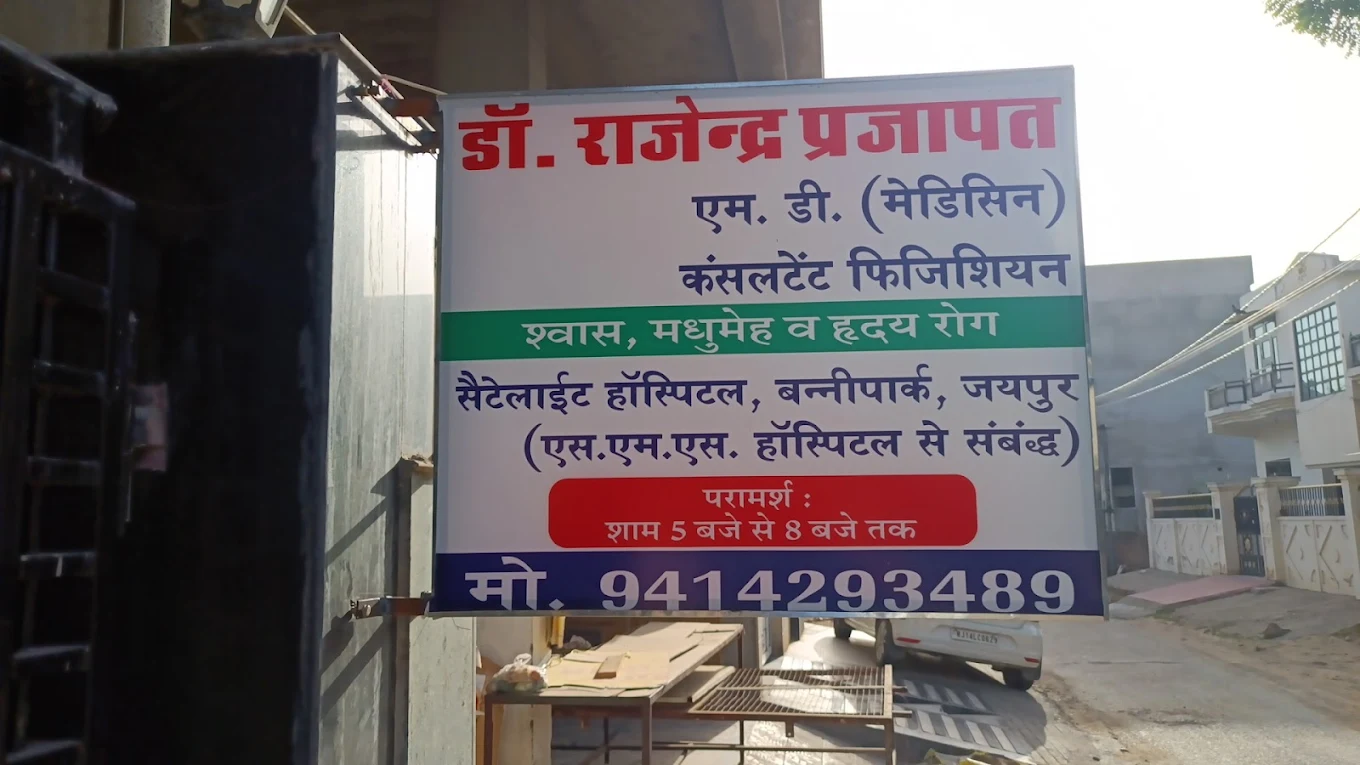 डॉ. राजेन्द्र प्रजापत
एम. डी. (मेडिसिन)
कंसलटेंट फिजिशियन
श्वास, मधुमेह व हृदय रोग
सैटेलाईट हॉस्पिटल, बन्नीपार्क, जयपुर
(एस.एम.एस. हॉस्पिटल से संबंद्ध)
परामर्श :
शाम 5 बजे से 8 बजे तक
मो. 9414293489